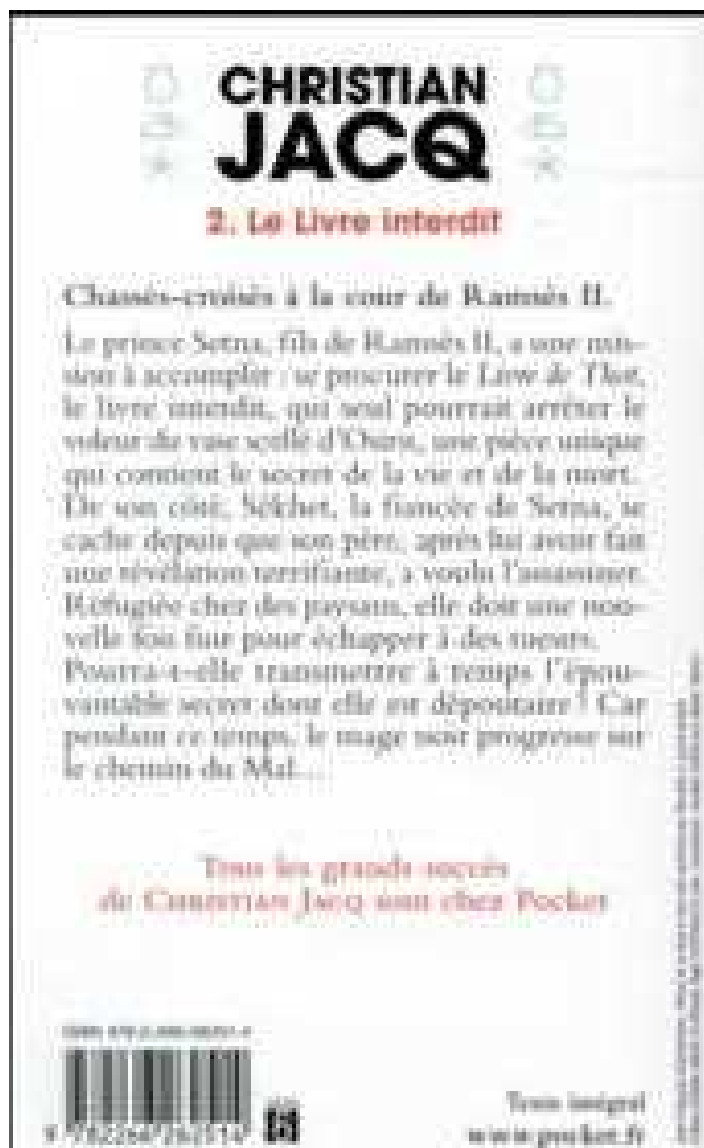 CHRISTIAN
JACQ
2. Le Livre interdit
Chassés-croisés à la cour de Ramsès II.
Le prince Setna, fils de Ramsès II, a une mis-
sion à accomplir : se procurer le Livre de Thot,
le livre interdit, qui seul pourrait arrêter le
voleur du vase scellé d'Osiris, une pièce unique
qui contient le secret de la vie et de la mort.
De son côté, Sékhet, la fiancée de Setna, se
cache depuis que son père, après lui avoir fait
une révélation terrifiante, a voulu l'assassiner.
Réfugiée chez des paysans, elle doit une nou-
velle fois fuir pour échapper à des tueurs.
Pourra-t-elle transmettre à temps l'épou-
vantable secret dont elle est dépositaire ? Car
pendant ce temps, le mage noir progresse sur
le chemin du Mal...
Tous les grands succès
de CHRISTIAN JACQ sont chez Pocket
9 782266 262514
Texte intégral
www.pocket.fr